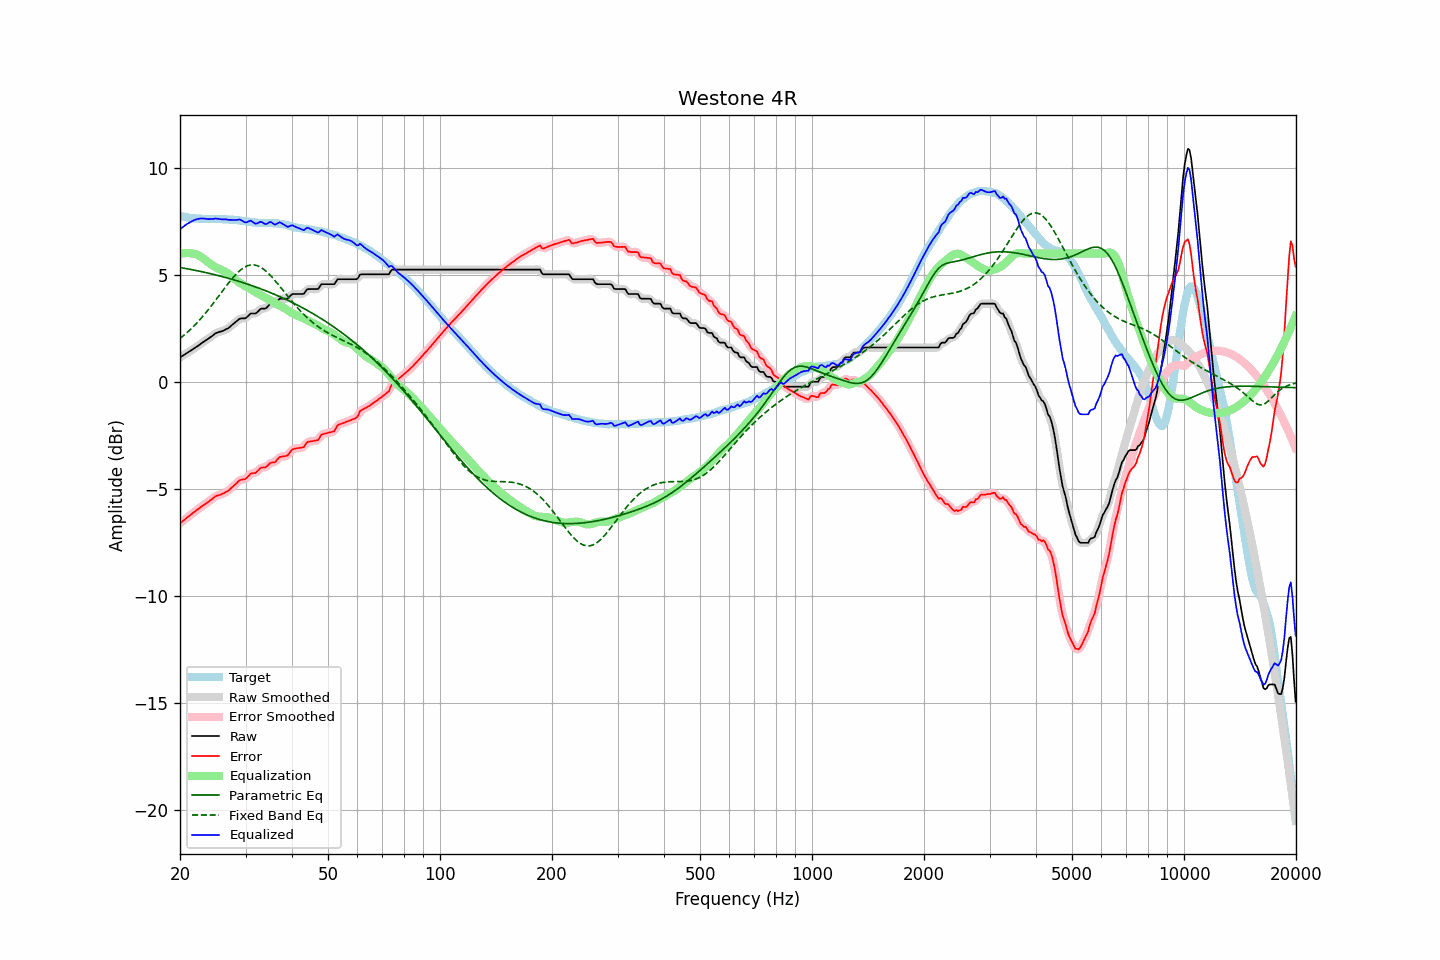 Westone 4R
10
5
0
−5
−10
−15
−20
Amplitude (dBr)
Target
Raw Smoothed
Error Smoothed
Raw
Error
Equalization
Parametric Eq
Fixed Band Eq
Equalized
20 50 100 200 500 1000 2000 5000 10000 20000
Frequency (Hz)